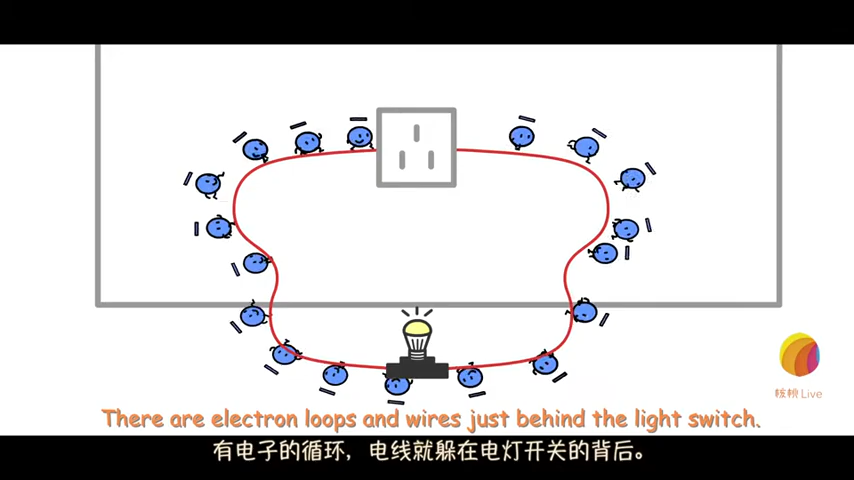 核桃Live
There are electron loops and wires just behind the light switch.
有电子的循环，电线就躲在电灯开关的背后。